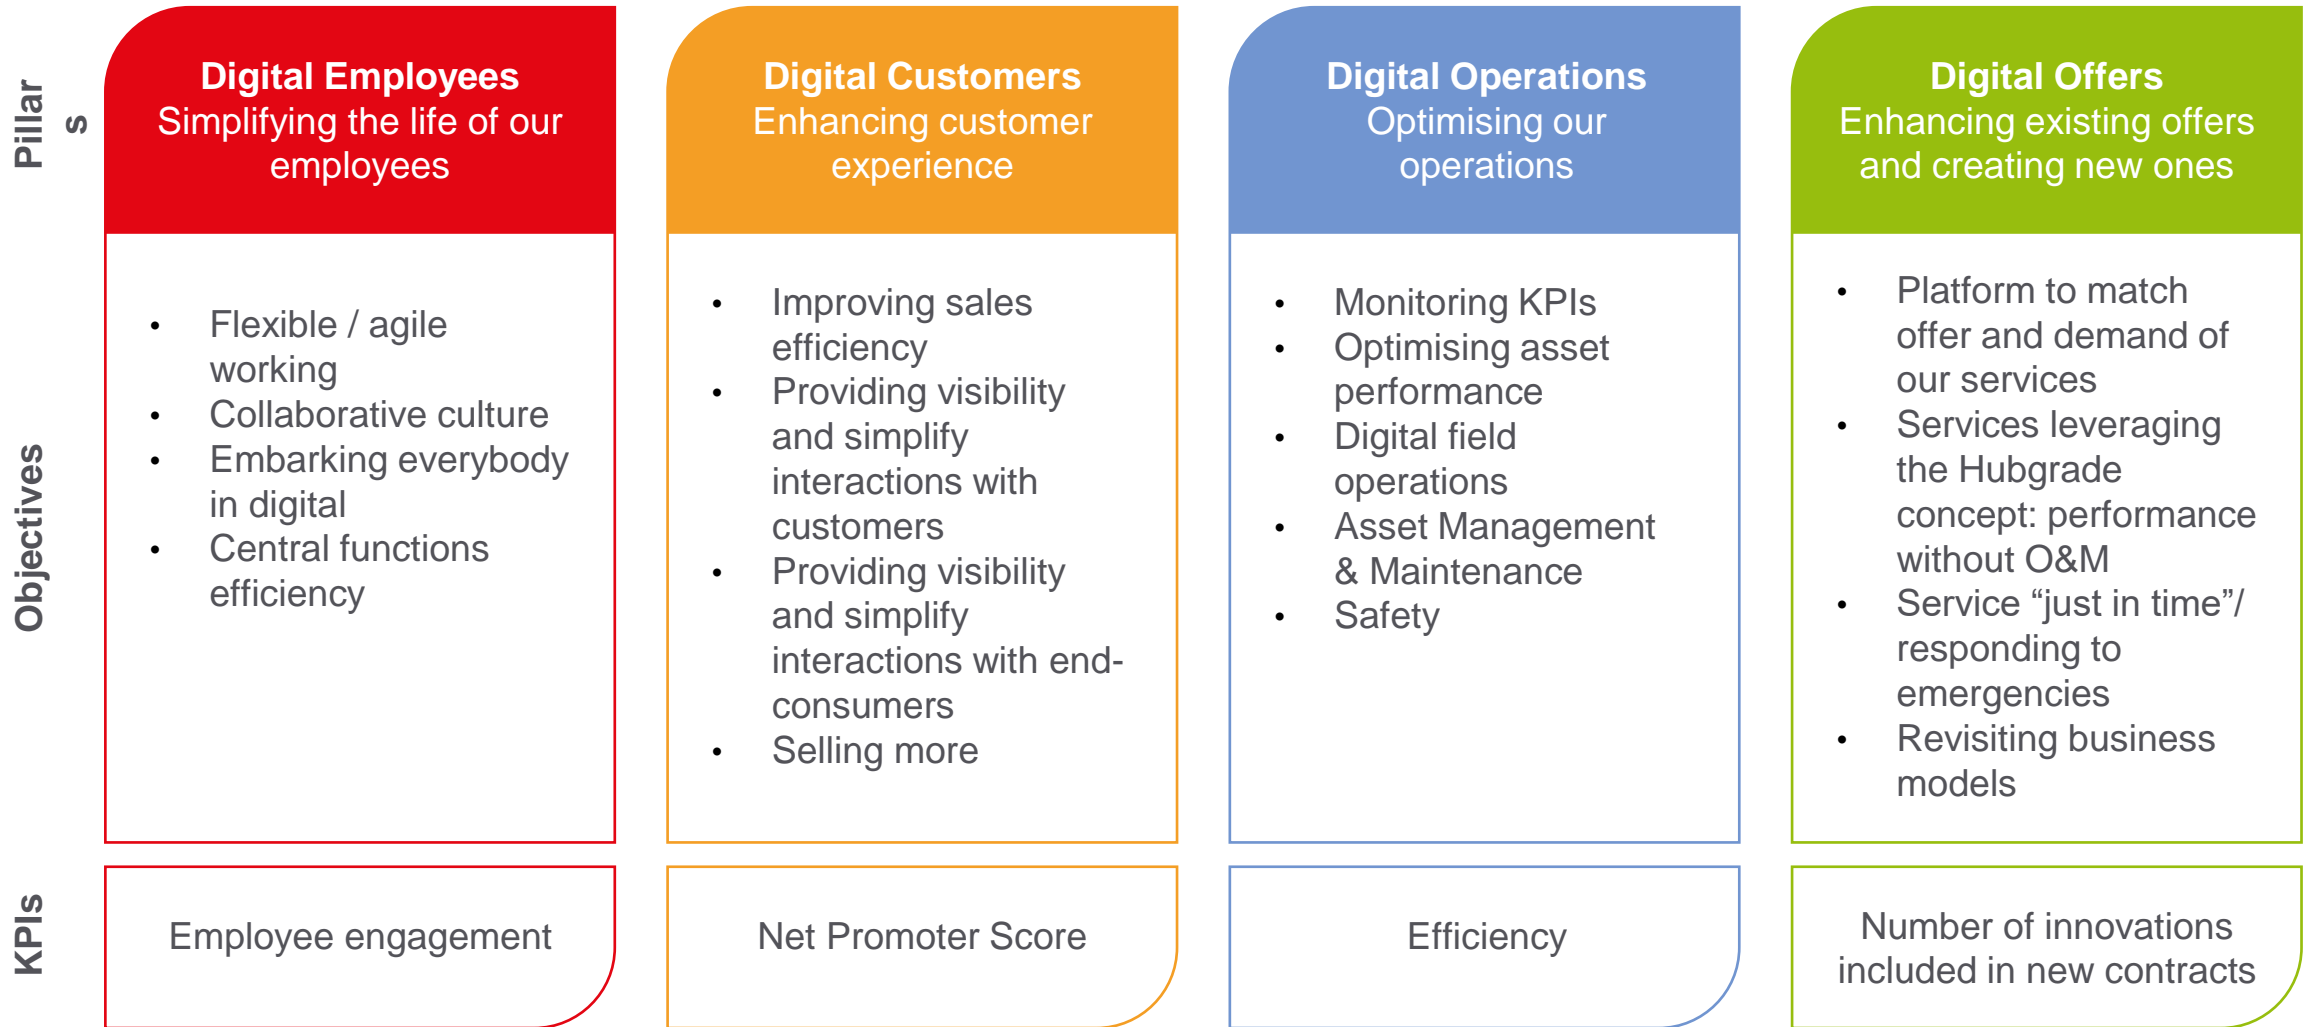 Pillar
s
Digital Employees
Simplifying the life of our
employees
Digital Customers
Enhancing customer
experience
Digital Operations
Optimising our
operations
Digital Offers
Enhancing existing offers
and creating new ones
Objectives
• Flexible / agile
working
• Collaborative culture
• Embarking everybody
in digital
• Central functions
efficiency
• Improving sales
efficiency
• Providing visibility
and simplify
interactions with
customers
• Providing visibility
and simplify
interactions with end-
consumers
• Selling more
• Monitoring KPIs
• Optimising asset
performance
• Digital field
operations
• Asset Management
& Maintenance
• Safety
• Platform to match
offer and demand of
our services
• Services leveraging
the Hubgrade
concept: performance
without O&M
• Service “just in time”/
responding to
emergencies
• Revisiting business
models
KPIs
Employee engagement
Net Promoter Score
Efficiency
Number of innovations
included in new contracts